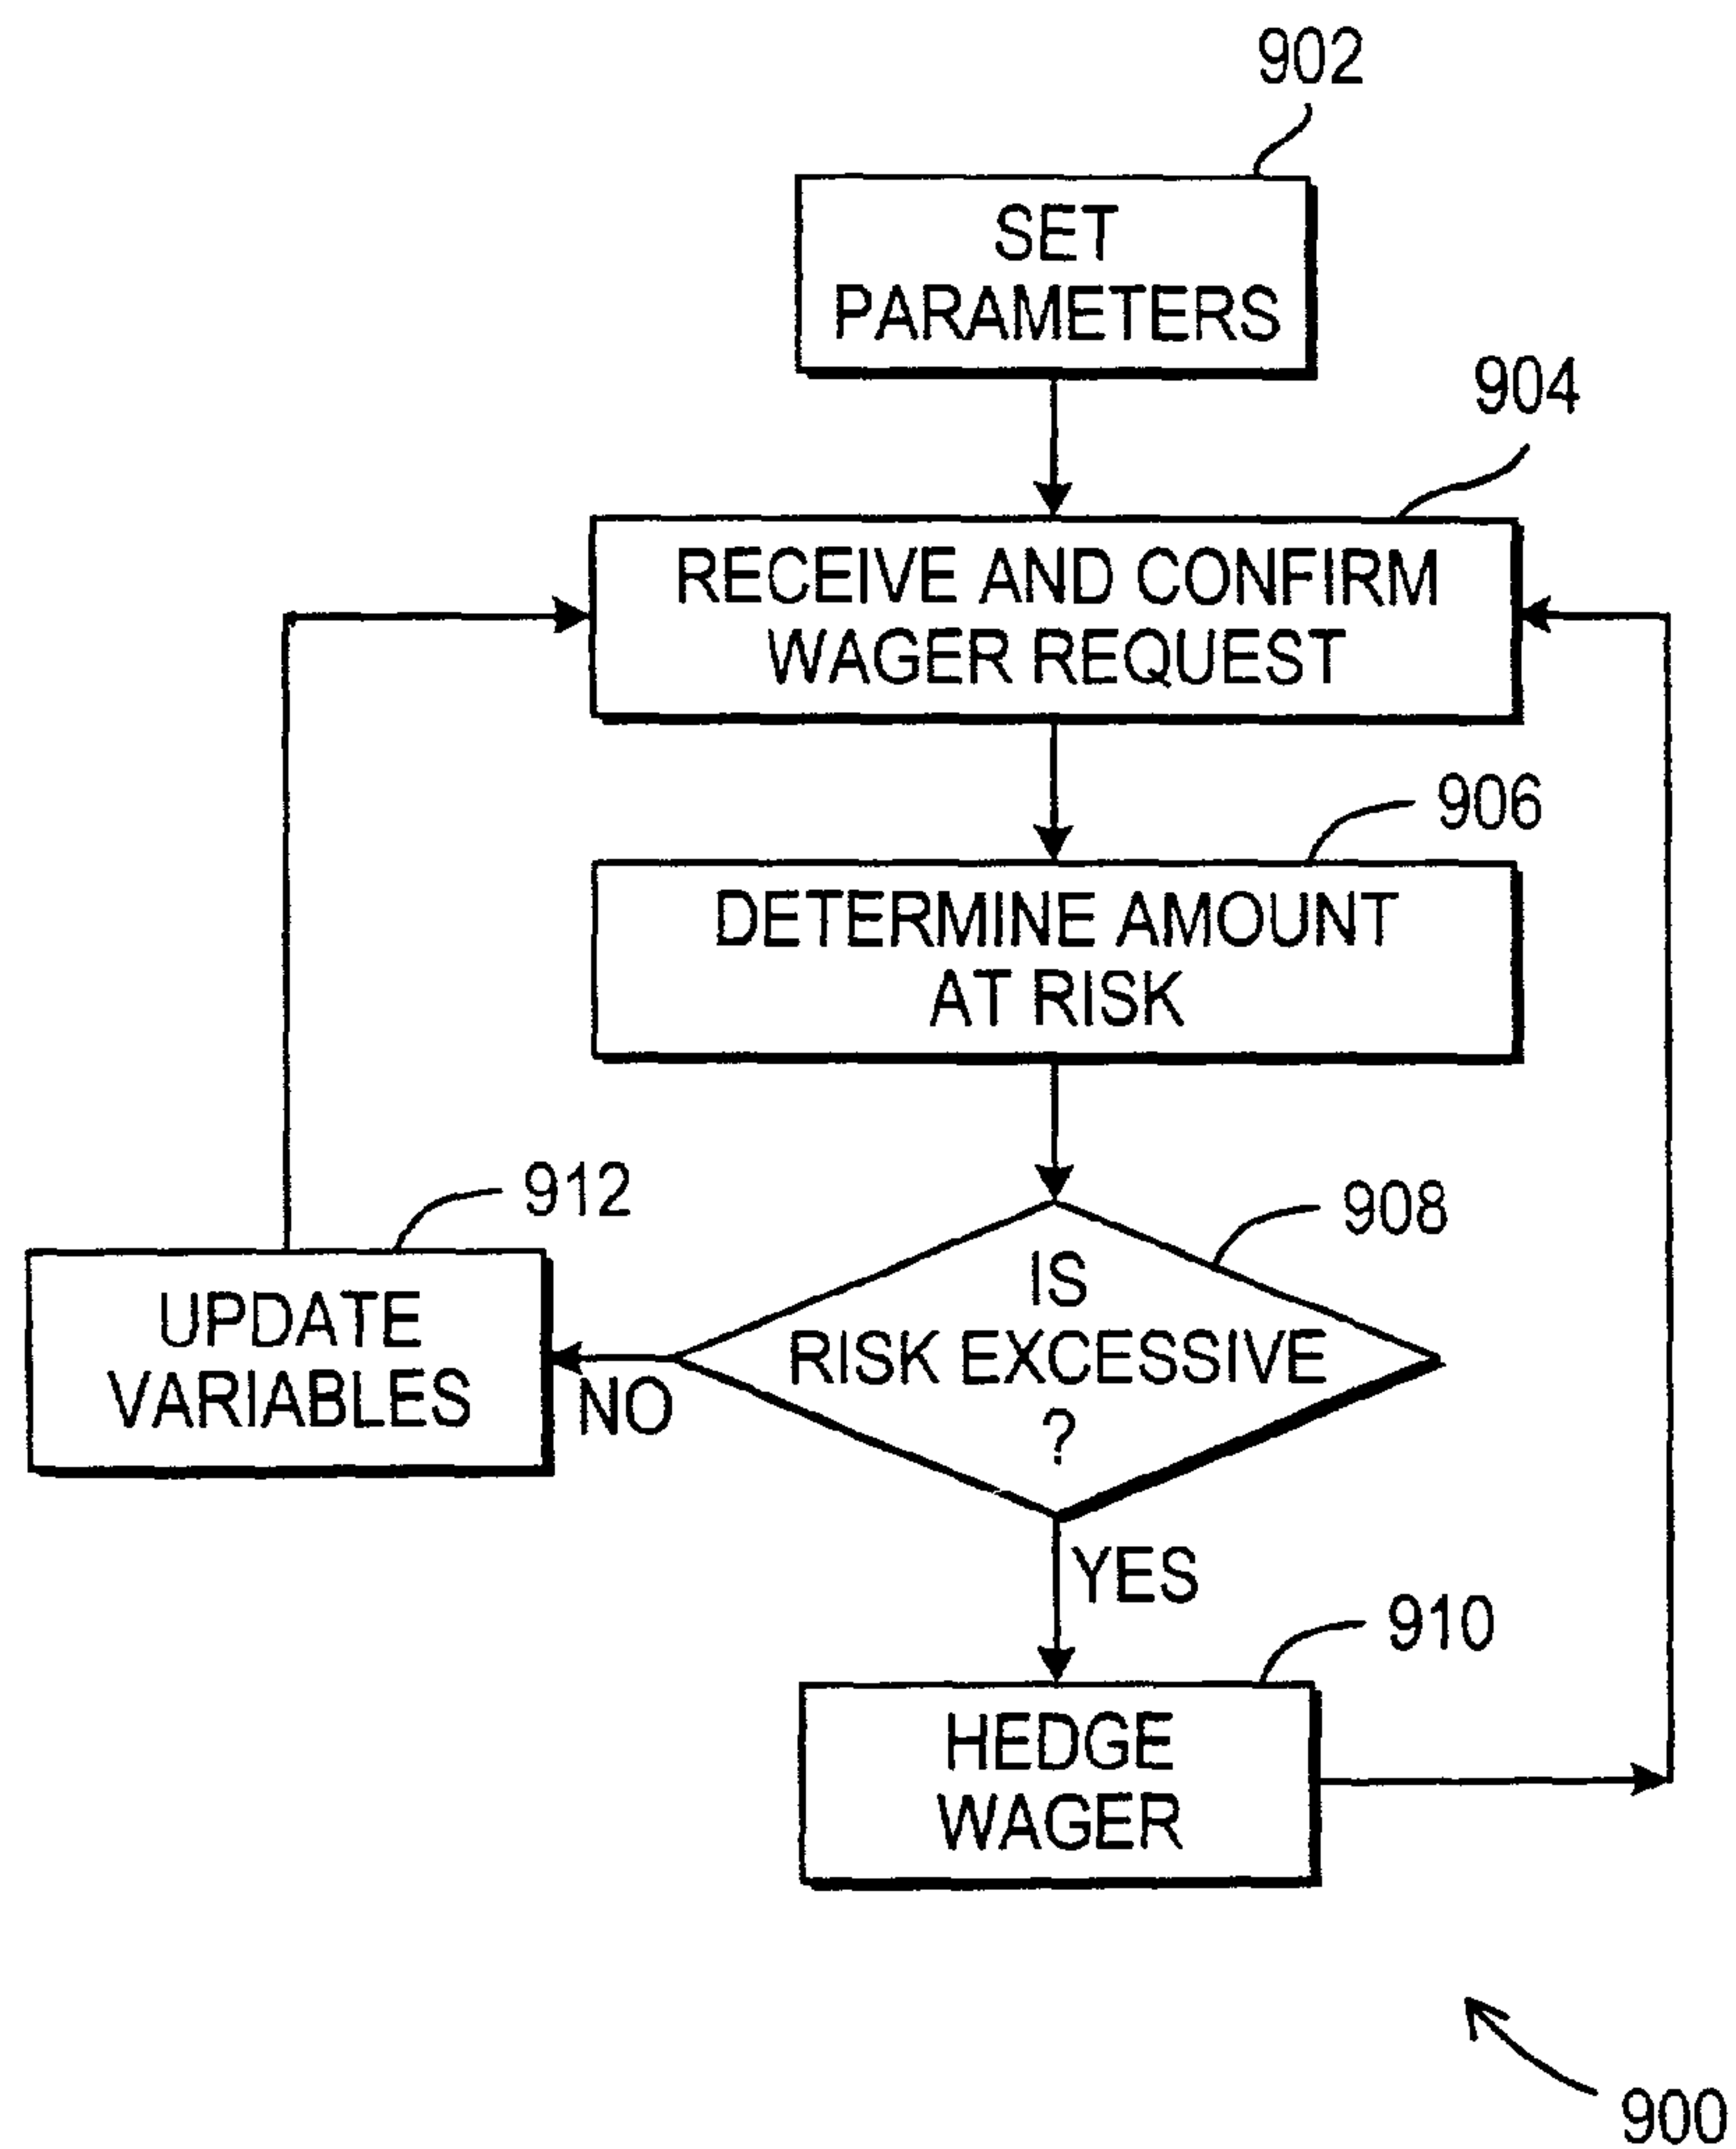 902
SET
PARAMETERS
904
RECEIVE AND CONFIRM
WAGER REQUEST
906
DETERMINE AMOUNT
AT RISK
912
UPDATE
VARIABLES
908
IS
RISK EXCESSIVE
?
NO
YES
910
HEDGE
WAGER
900